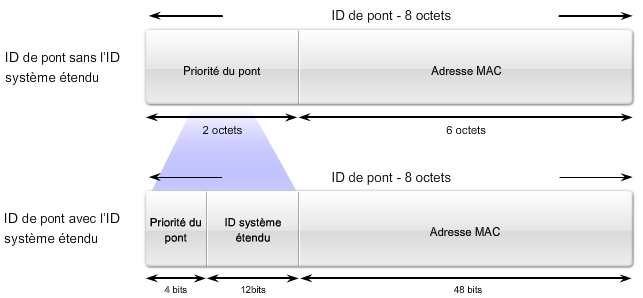 ID de pont - 8 octets
ID de pont sans l'ID
système étendu
Priorité du pont
Adresse MAC
2 octets
6 octets
ID de pont - 8 octets
ID de pont avec l'ID
système étendu
Priorité du
pont
ID système
étendu
Adresse MAC
4 bits
12bits
48 bits